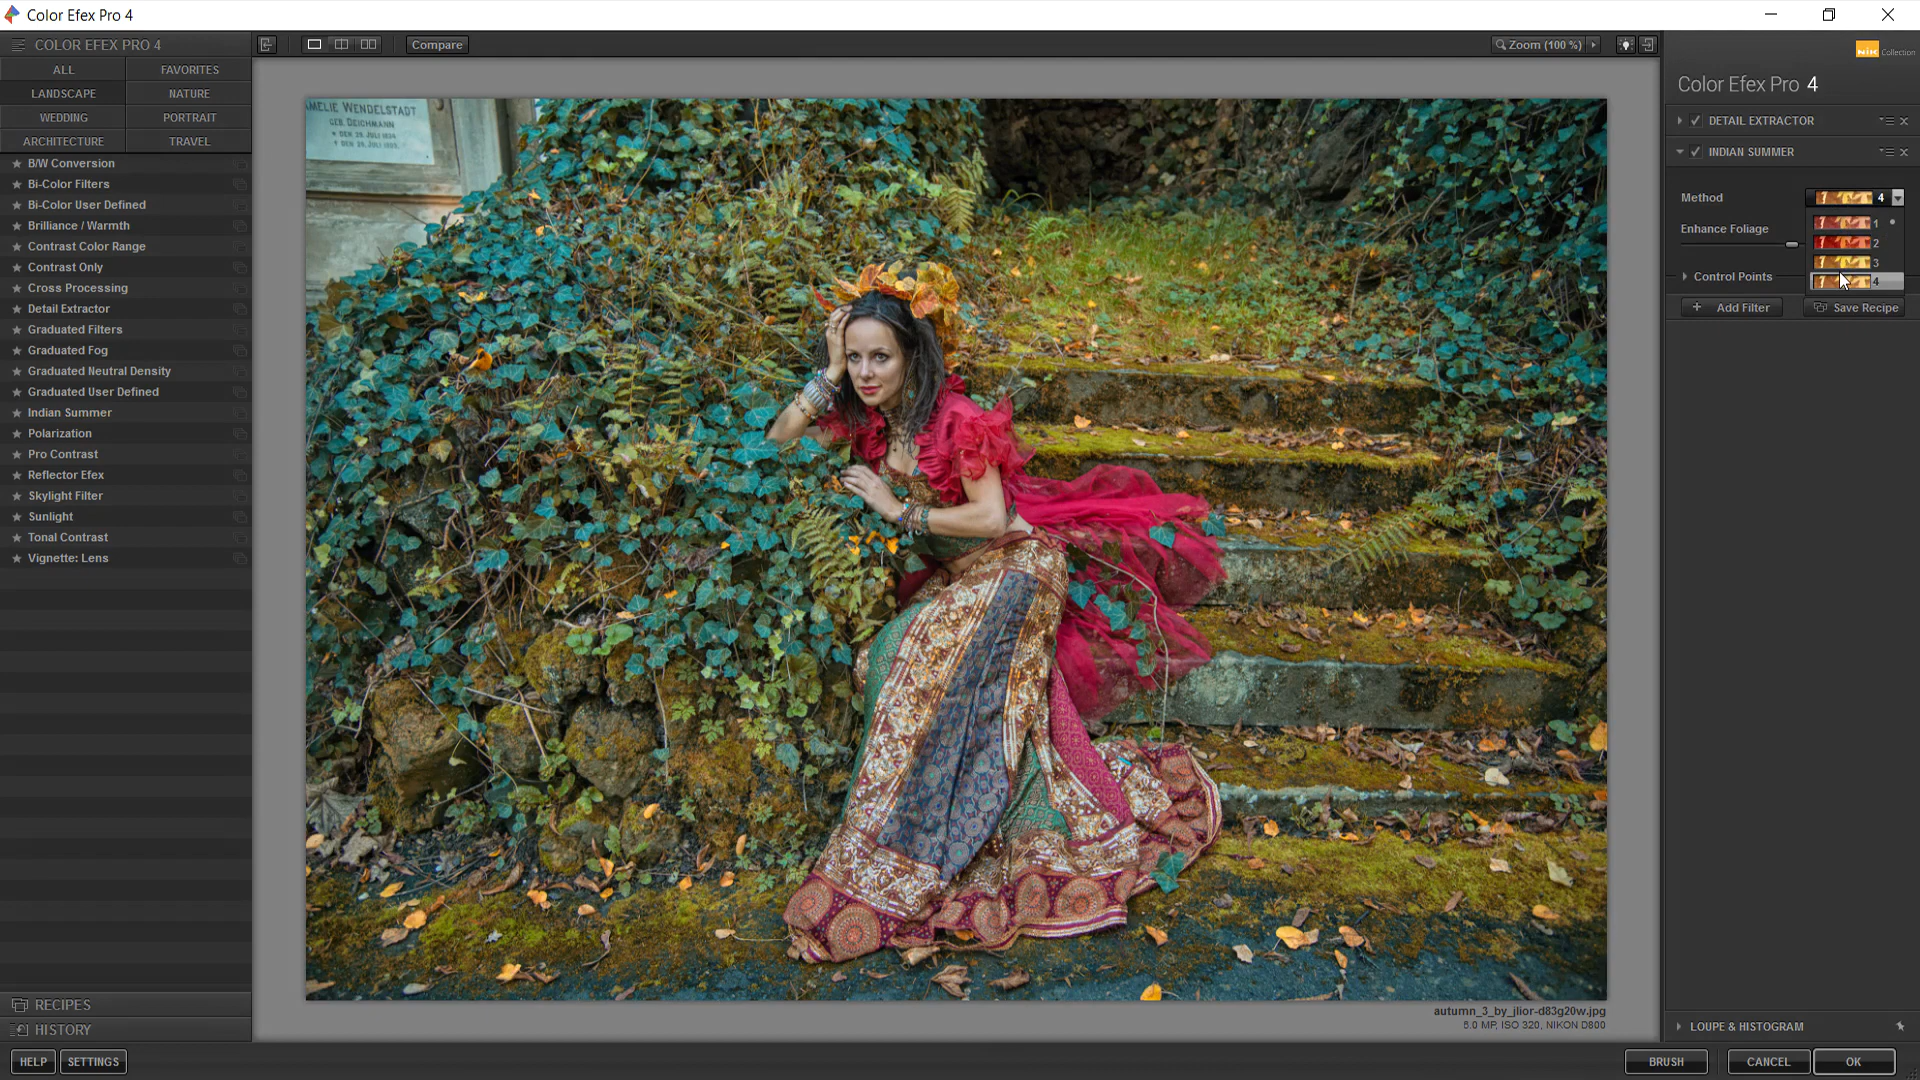 Color Efex Pro 4
COLOR EFEX PRO 4
Compare
Zoom (100 %)
Nik Collection
ALL
FAVORITES
LANDSCAPE
NATURE
WEDDING
PORTRAIT
ARCHITECTURE
TRAVEL
B/W Conversion
Bi-Color Filters
Bi-Color User Defined
Brilliance / Warmth
Contrast Color Range
Contrast Only
Cross Processing
Detail Extractor
Graduated Filters
Graduated Fog
Graduated Neutral Density
Graduated User Defined
Indian Summer
Polarization
Pro Contrast
Reflector Efex
Skylight Filter
Sunlight
Tonal Contrast
Vignette: Lens
RECIPES
HISTORY
HELP
SETTINGS
AMELIE WENDELSTADT
GEB. DEICHMANN
autumn_3_by_jlior-d83g20w.jpg
5.0 MP, ISO 320, NIKON D800
Color Efex Pro 4
DETAIL EXTRACTOR
INDIAN SUMMER
Method
4
1
2
3
4
Enhance Foliage
Control Points
+ Add Filter
Save Recipe
LOUPE & HISTOGRAM
BRUSH
CANCEL
OK